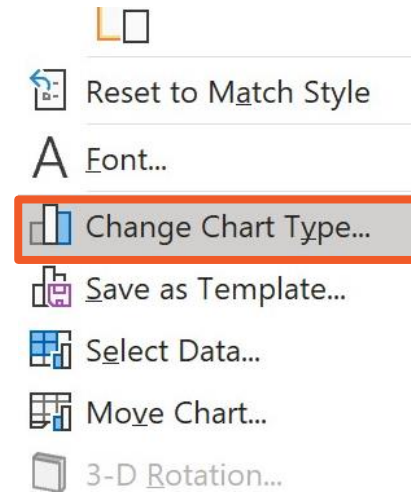 Reset to Match Style
Font...
Change Chart Type...
Save as Template...
Select Data...
Move Chart...
3-D Rotation...